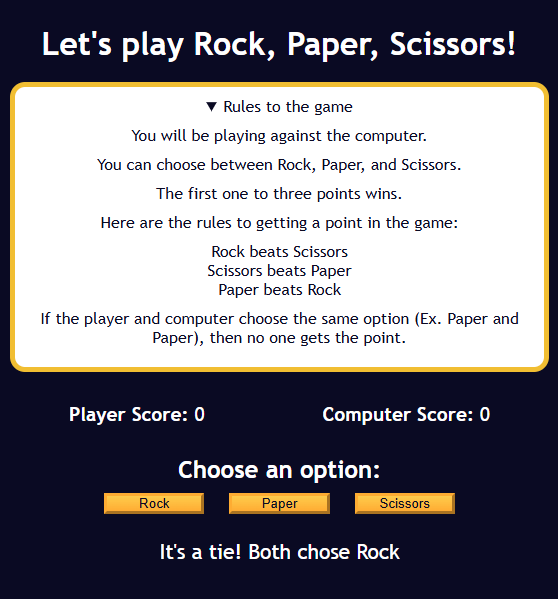 Let's play Rock, Paper, Scissors!
▼ Rules to the game
You will be playing against the computer.
You can choose between Rock, Paper, and Scissors.
The first one to three points wins.
Here are the rules to getting a point in the game:
Rock beats Scissors
Scissors beats Paper
Paper beats Rock
If the player and computer choose the same option (Ex. Paper and
Paper), then no one gets the point.
Player Score: 0 Computer Score: 0
Choose an option:
Rock Paper Scissors
It's a tie! Both chose Rock